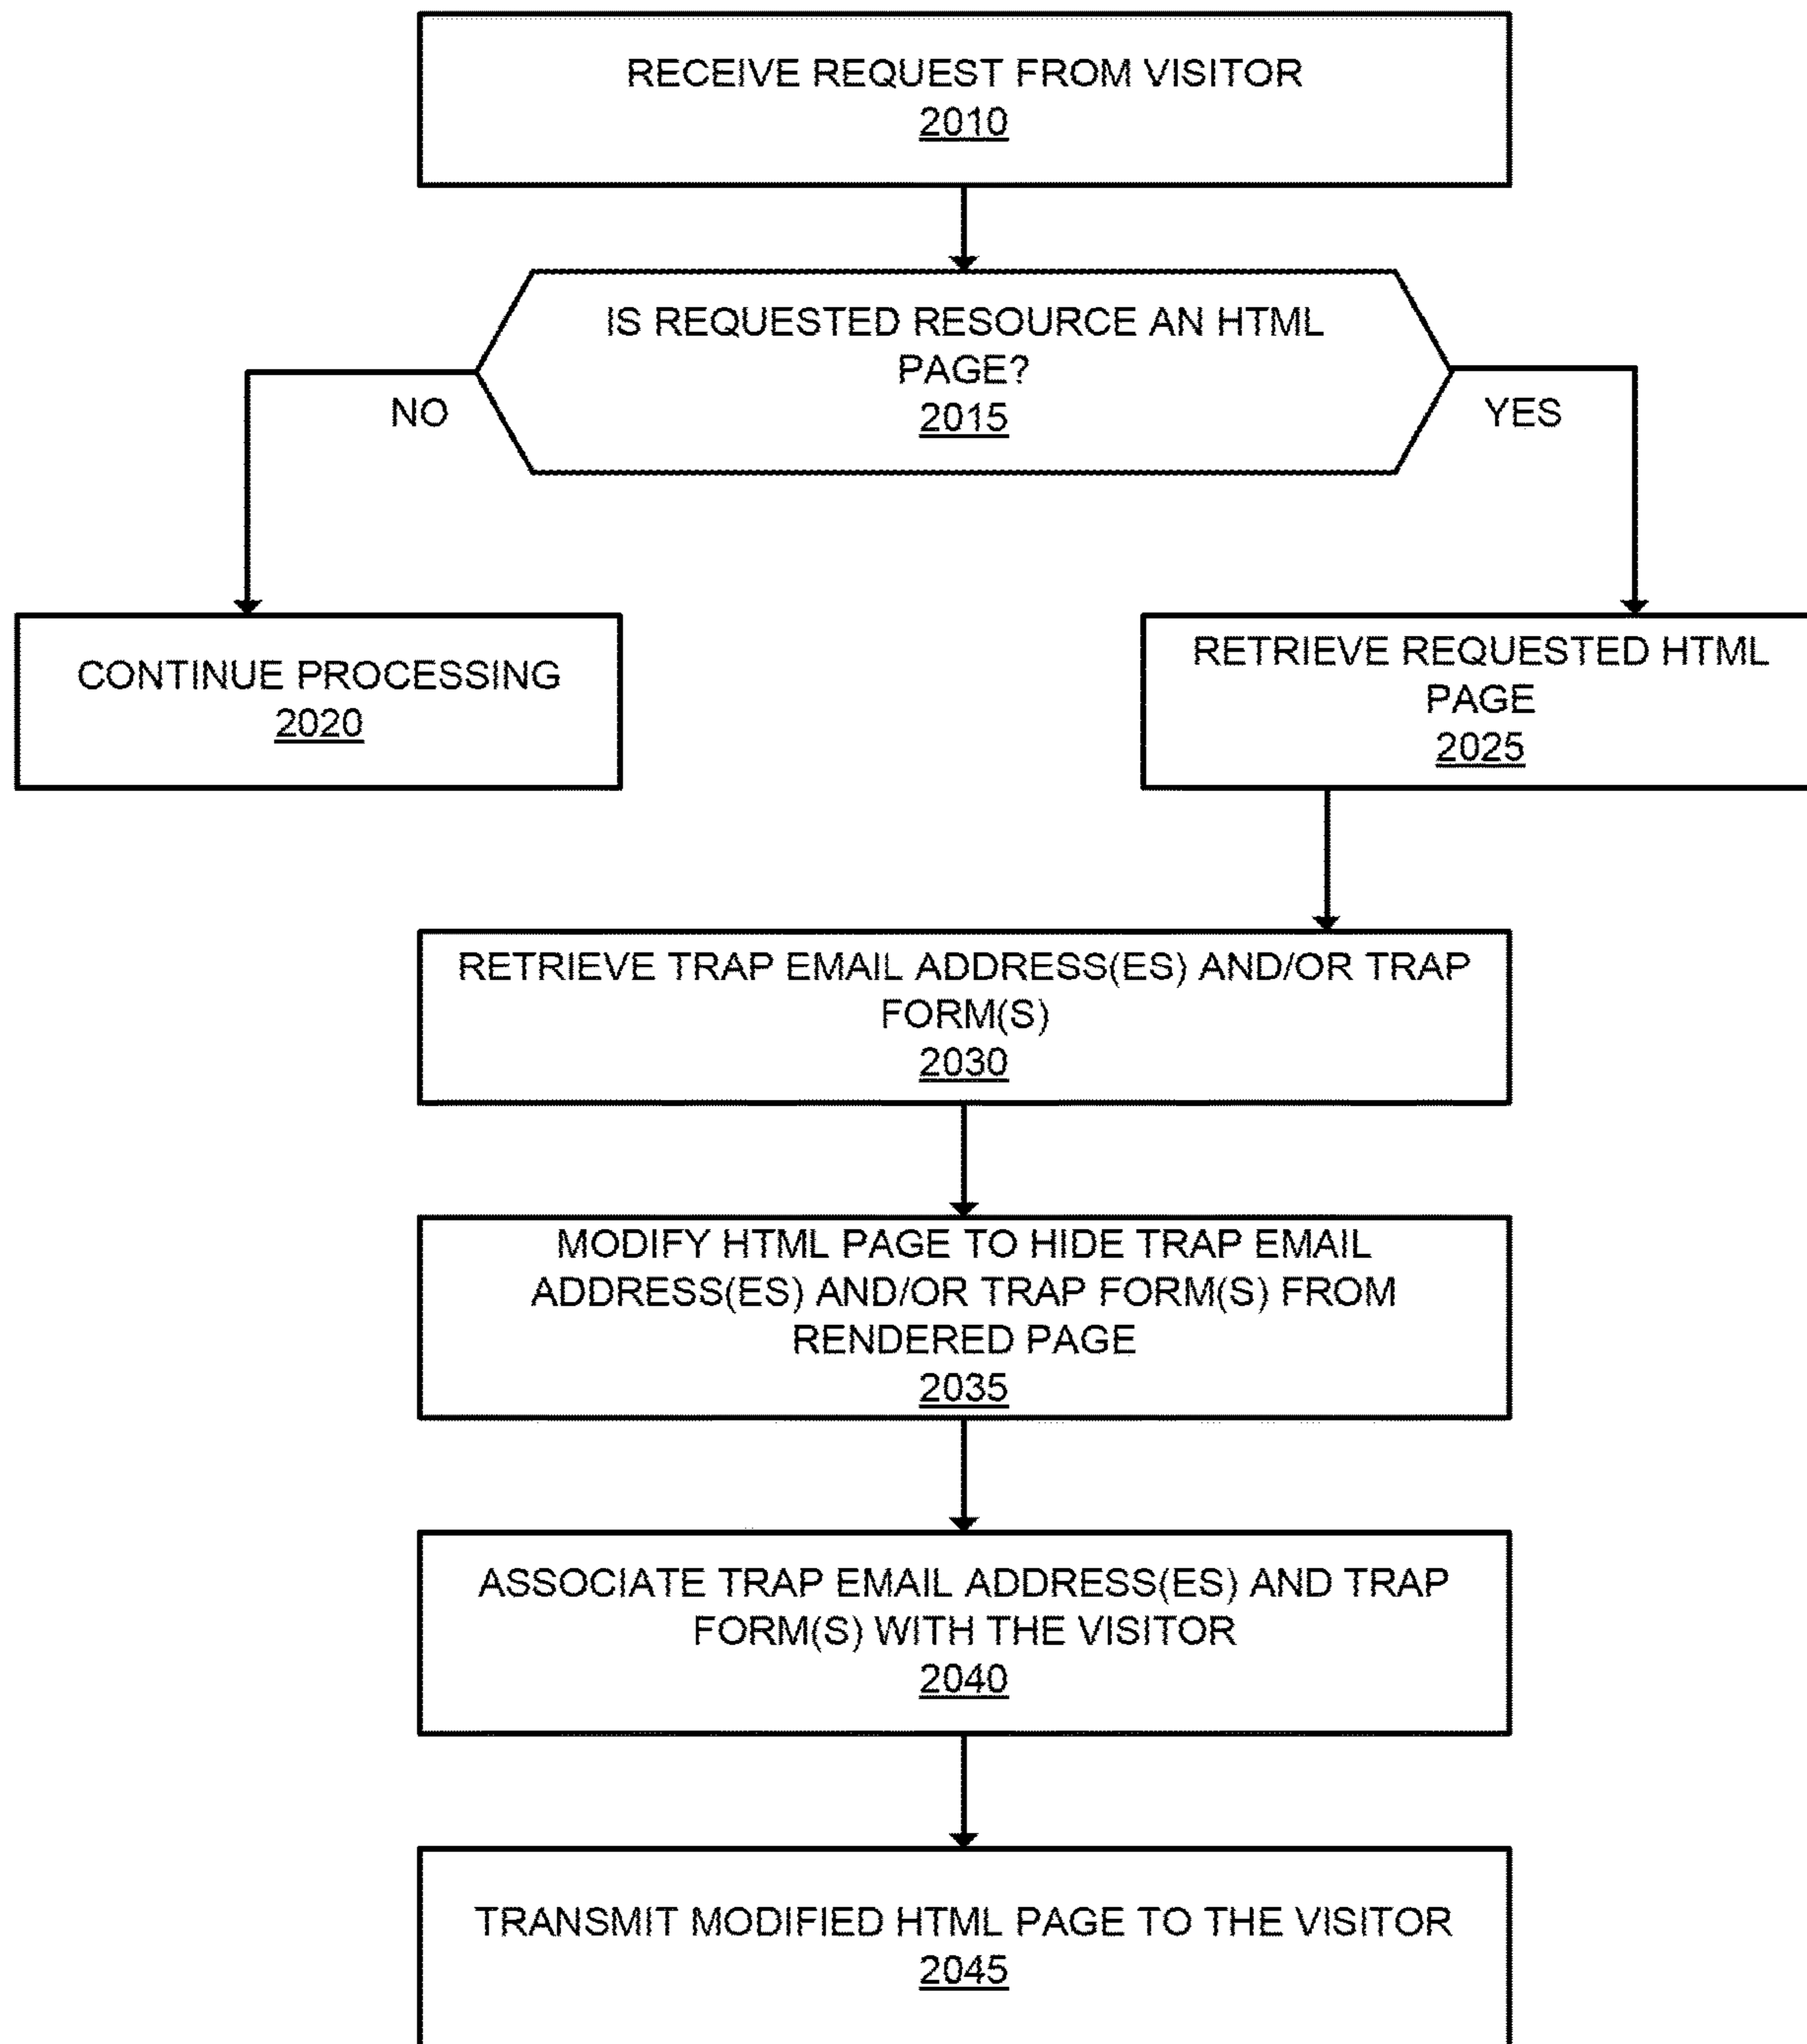 RECEIVE REQUEST FROM VISITOR
2010
IS REQUESTED RESOURCE AN HTML
PAGE?
2015
NO
YES
CONTINUE PROCESSING
2020
RETRIEVE REQUESTED HTML
PAGE
2025
RETRIEVE TRAP EMAIL ADDRESS(ES) AND/OR TRAP
FORM(S)
2030
MODIFY HTML PAGE TO HIDE TRAP EMAIL
ADDRESS(ES) AND/OR TRAP FORM(S) FROM
RENDERED PAGE
2035
ASSOCIATE TRAP EMAIL ADDRESS(ES) AND TRAP
FORM(S) WITH THE VISITOR
2040
TRANSMIT MODIFIED HTML PAGE TO THE VISITOR
2045